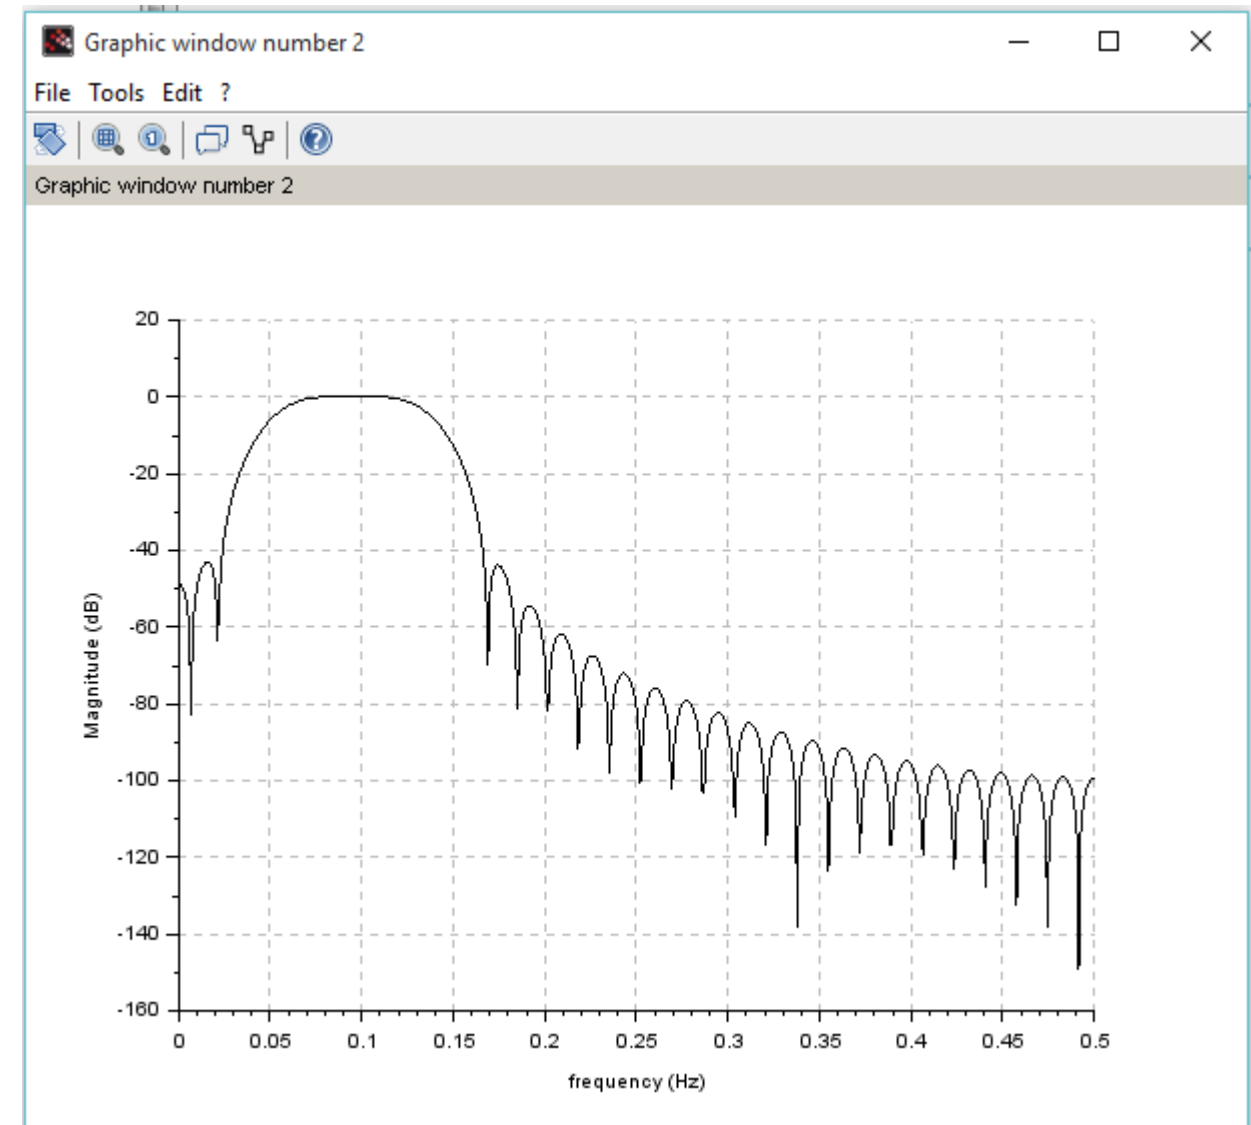 Graphic window number 2
File Tools Edit ?
Graphic window number 2
20
0
-20
-40
-60
-80
-100
-120
-140
-160
Magnitude (dB)
0 0.05 0.1 0.15 0.2 0.25 0.3 0.35 0.4 0.45 0.5
frequency (Hz)